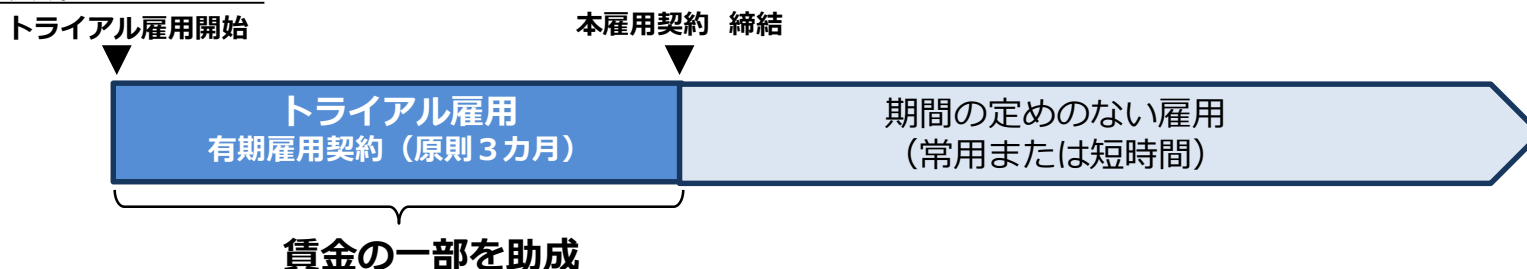 トライアル雇用開始
本雇用契約 締結
トライアル雇用
有期雇用契約（原則３カ月）
期間の定めのない雇用
（常用または短時間）
賃金の一部を助成